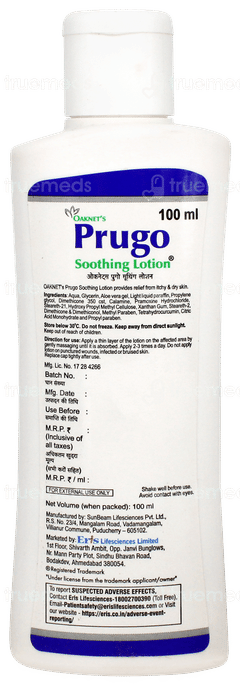 OAKNET's
100 ml
Prugo
Soothing Lotion®
ओकनेट्स प्रुगो सूथिंग लोशन
OAKNET's Prugo Soothing Lotion provides relief from itchy & dry skin.
Ingredients: Aqua, Glycerin, Aloe vera gel, Light liquid paraffin, Propylene
glycol, Dimethicone 350 cst, Calamine, Pramoxine Hydrochloride,
Steareth-21, Hydroxy Propyl Methyl Cellulose, Xanthan Gum, Steareth-2,
Dimethicone & Dimethiconol, Methyl Paraben, Tetrahydrocurcumin, Citric
Acid Monohydrate and Propyl paraben.
Store below 30°C. Do not freeze. Keep away from direct sunlight.
Keep out of reach of children.
Direction for use: Apply a thin layer of the lotion on the affected area by
gently massaging until it is absorbed. Apply 2-3 times a day. Do not apply
lotion on punctured wounds, infected or bruised skin.
Replace cap tightly after use.
Mfg. Lic. No. 17 28 4266
Batch No. :
घान संख्या
Mfg. Date :
उत्पादन की तिथि
Use Before :
समाप्ति की तिथि
M.R.P. ₹ :
(Inclusive of
all taxes)
अधिकतम खुदरा
मूल्य
(सभी करों सहित)
M.R.P. ₹ / ml :
FOR EXTERNAL USE ONLY
Shake well before use.
Avoid contact with eyes.
Net Volume (when packed): 100 ml
Manufactured by: SunBeam Lifesciences Pvt. Ltd.,
R.S. No. 23/4, Mangalam Road, Vadamangalam,
Villianur Commune, Puducherry – 605102.
Marketed by: Eris Lifesciences Limited
1st Floor, Shivarth Ambit, Opp. Janvi Bunglows,
Nr. Mann Party Plot, Sindhu Bhavan Road,
Bodakdev, Ahmedabad 380054.
®Registered Trademark
"Under license from the trademark applicant/owner"
To report SUSPECTED ADVERSE EFFECTS,
Contact Eris Lifesciences-18002700390 (Toll Free).
Email-Patientsafety@erislifesciences.com or Visit
our website - https://eris.co.in/adverse-event-
reporting/